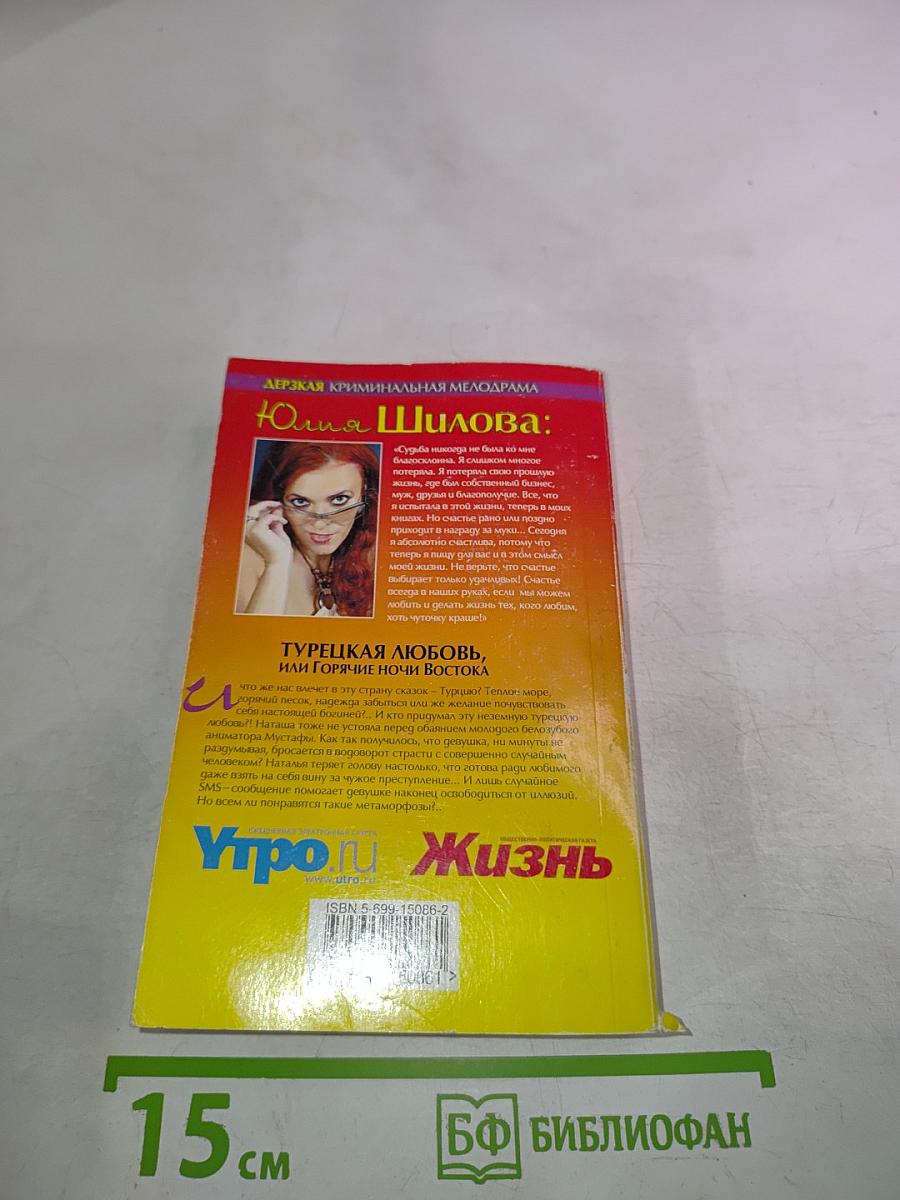 ДЕРЗКАЯ КРИМИНАЛЬНАЯ МЕЛОДРАМА
Юлия Шилова:
«Судьба никогда не была ко мне
благосклонна. Я слишком многое
потеряла. Я потеряла свою прошлую
жизнь, где был собственный бизнес,
муж, друзья и благополучие. Все, что
я испытала в этой жизни, теперь в моих
книгах. Но счастье рано или поздно
приходит в награду за муки... Сегодня
я абсолютно счастлива, потому что
теперь я пишу для вас и в этом смысл
моей жизни. Не верьте, что счастье
выбирает только удачливых! Счастье
всегда в наших руках, если мы можем
любить и делать жизнь тех, кого любим,
хоть чуточку краше!»
ТУРЕЦКАЯ ЛЮБОВЬ,
ИЛИ ГОРЯЧИЕ НОЧИ ВОСТОКА
И что же нас влечет в эту страну сказок – Турцию? Теплое море,
горячий песок, надежда забыться или же желание почувствовать
себя настоящей богиней?.. И кто придумал эту неземную турецкую
любовь?! Наташа тоже не устояла перед обаянием молодого белозубого
аниматора Мустафы. Как так получилось, что девушка, ни минуты не
раздумывая, бросается в водоворот страсти с совершенно случайным
человеком? Наталья теряет голову настолько, что готова ради любимого
даже взять на себя вину за чужое преступление... И лишь случайное
SMS–сообщение помогает девушке наконец освободиться от иллюзий.
Но всем ли понравятся такие метаморфозы?..
ЕЖЕДНЕВНАЯ ЭЛЕКТРОННАЯ ГАЗЕТА
Утро.ru
www.utro.ru
ОБЩЕСТВЕННО-ПОЛИТИЧЕСКАЯ ГАЗЕТА
Жизнь
ISBN 5-699-15086-2
15 см
БФ БИБЛИОФАН